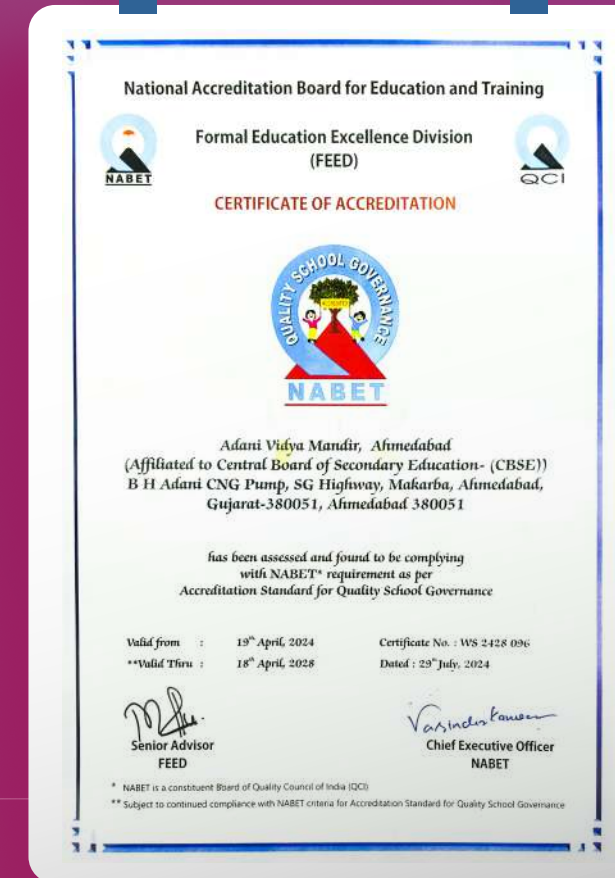 National Accreditation Board for Education and Training
NABET
Formal Education Excellence Division
(FEED)
QCI
CERTIFICATE OF ACCREDITATION
QUALITY SCHOOL GOVERNANCE
NABET
Adani Vidya Mandir, Ahmedabad
(Affiliated to Central Board of Secondary Education- (CBSE))
B H Adani CNG Pump, SG Highway, Makarba, Ahmedabad,
Gujarat-380051, Ahmedabad 380051
has been assessed and found to be complying
with NABET* requirement as per
Accreditation Standard for Quality School Governance
Valid from : 19th April, 2024 Certificate No. : WS 2428 096
**Valid Thru : 18th April, 2028 Dated : 29th July, 2024
Varinder Kanwar
Senior Advisor Chief Executive Officer
FEED NABET
* NABET is a constituent Board of Quality Council of India (QCI)
** Subject to continued compliance with NABET criteria for Accreditation Standard for Quality School Governance